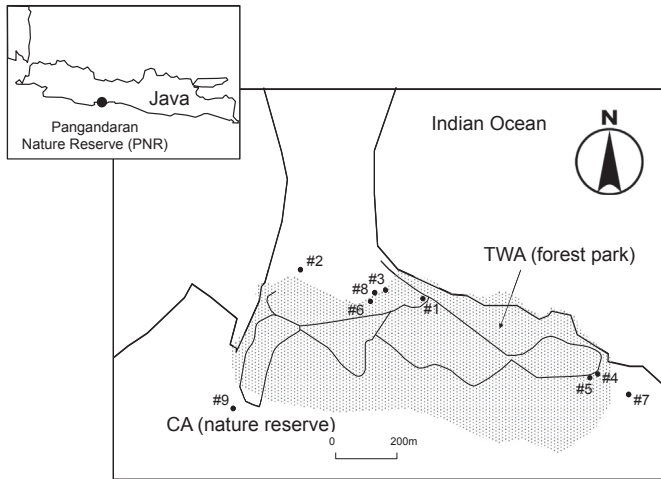 Java
Pangandaran
Nature Reserve (PNR)
Indian Ocean
N
TWA (forest park)
#2
#3
#8
#6
#1
#4
#5
#7
#9
CA (nature reserve)
0 200m